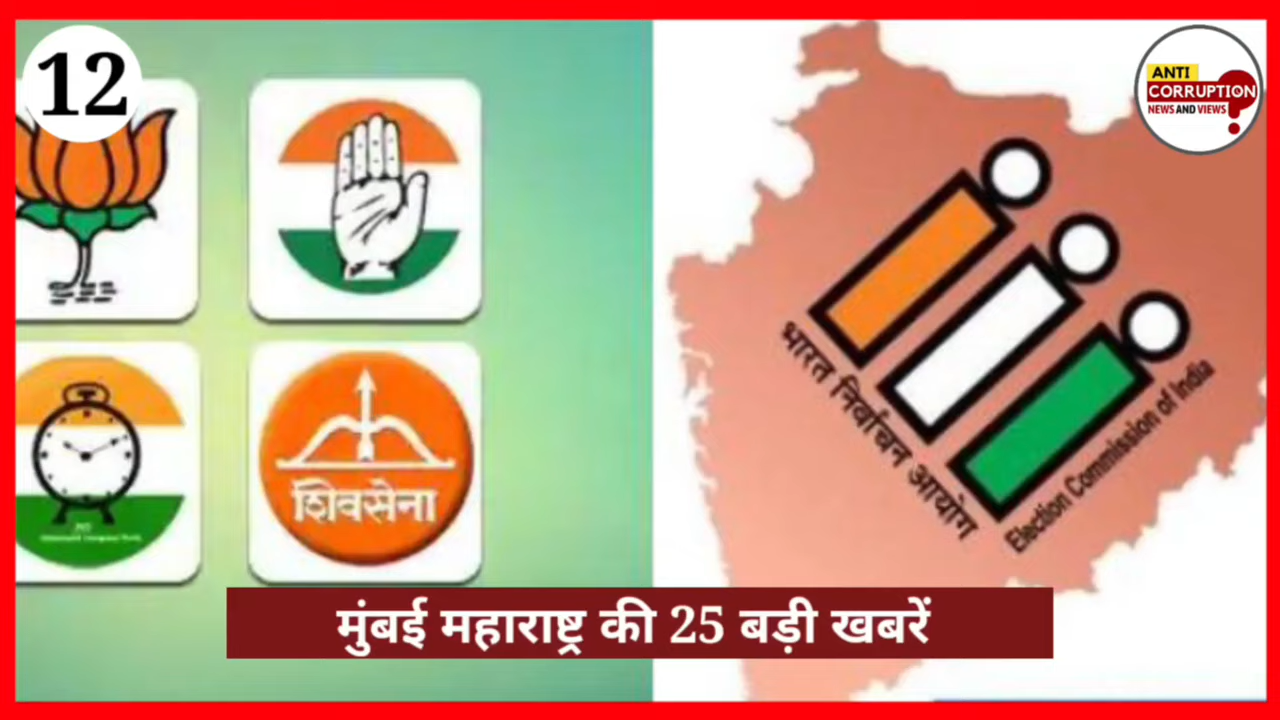 12
ANTI
CORRUPTION
NEWS AND VIEWS
?
शिवसेना
भारत निर्वाचन आयोग
Election Commission of India
मुंबई महाराष्ट्र की 25 बड़ी खबरें